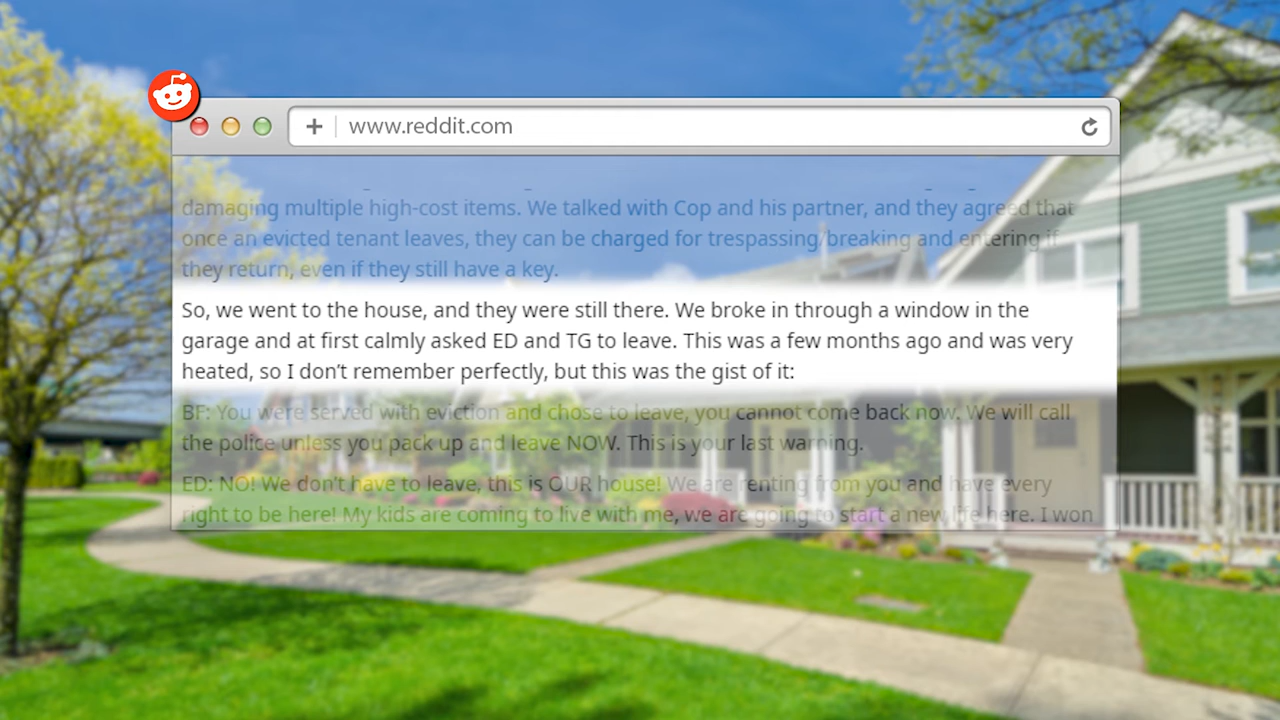 www.reddit.com
damaging multiple high-cost items. We talked with Cop and his partner, and they agreed that
once an evicted tenant leaves, they can be charged for trespassing/breaking and entering if
they return, even if they still have a key.
So, we went to the house, and they were still there. We broke in through a window in the
garage and at first calmly asked ED and TG to leave. This was a few months ago and was very
heated, so I don’t remember perfectly, but this was the gist of it:
BF: You were served with eviction and chose to leave, you cannot come back now. We will call
the police unless you pack up and leave NOW. This is your last warning.
ED: NO! We don't have to leave, this is OUR house! We are renting from you and have every
right to be here! My kids are coming to live with me, we are going to start a new life here. I won